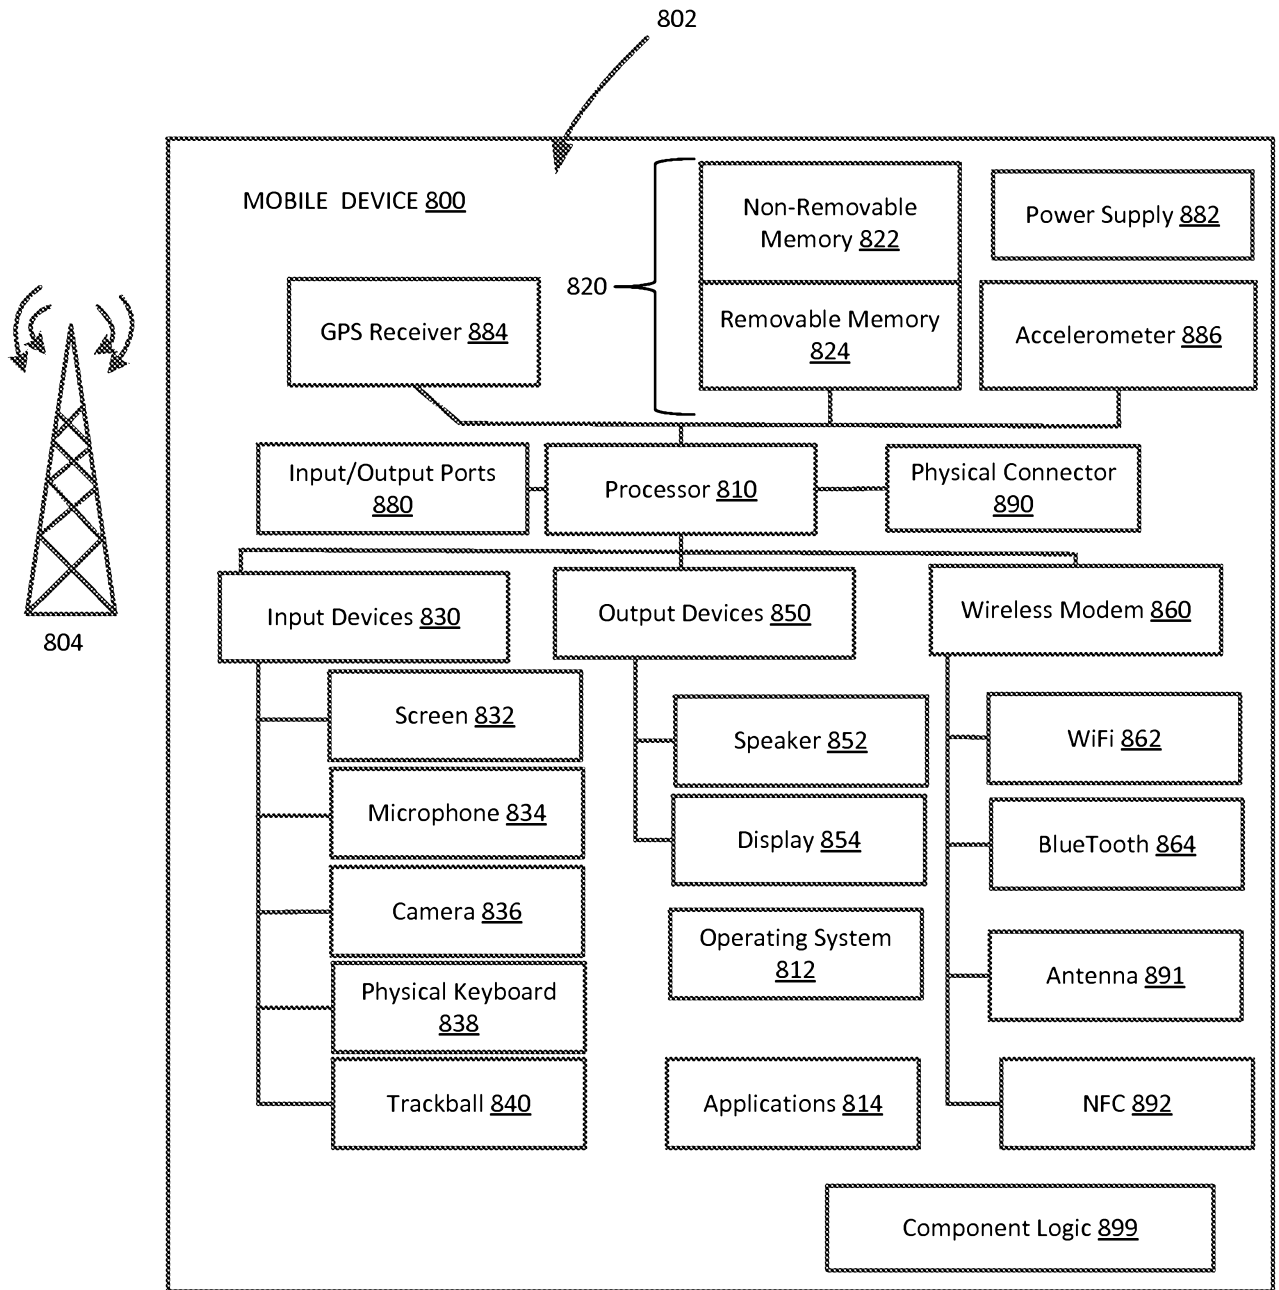 802
MOBILE DEVICE 800
Non-Removable
Memory 822
Power Supply 882
820
GPS Receiver 884
Removable Memory
824
Accelerometer 886
Input/Output Ports
880
Processor 810
Physical Connector
890
804
Input Devices 830
Output Devices 850
Wireless Modem 860
Screen 832
Speaker 852
WiFi 862
Microphone 834
Display 854
BlueTooth 864
Camera 836
Operating System
812
Antenna 891
Physical Keyboard
838
Trackball 840
Applications 814
NFC 892
Component Logic 899